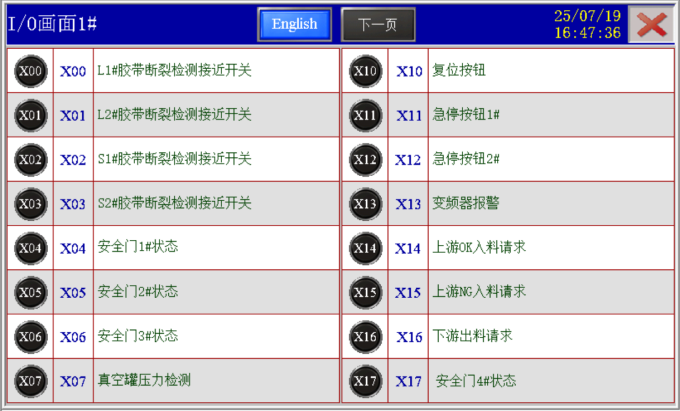 I/O画面1#
English
下一页
25/07/19
16:47:36
X00 X00 L1#胶带断裂检测接近开关
X10 X10 复位按钮
X01 X01 L2#胶带断裂检测接近开关
X11 X11 急停按钮1#
X02 X02 S1#胶带断裂检测接近开关
X12 X12 急停按钮2#
X03 X03 S2#胶带断裂检测接近开关
X13 X13 变频器报警
X04 X04 安全门1#状态
X14 X14 上游OK入料请求
X05 X05 安全门2#状态
X15 X15 上游NG入料请求
X06 X06 安全门3#状态
X16 X16 下游出料请求
X07 X07 真空罐压力检测
X17 X17 安全门4#状态